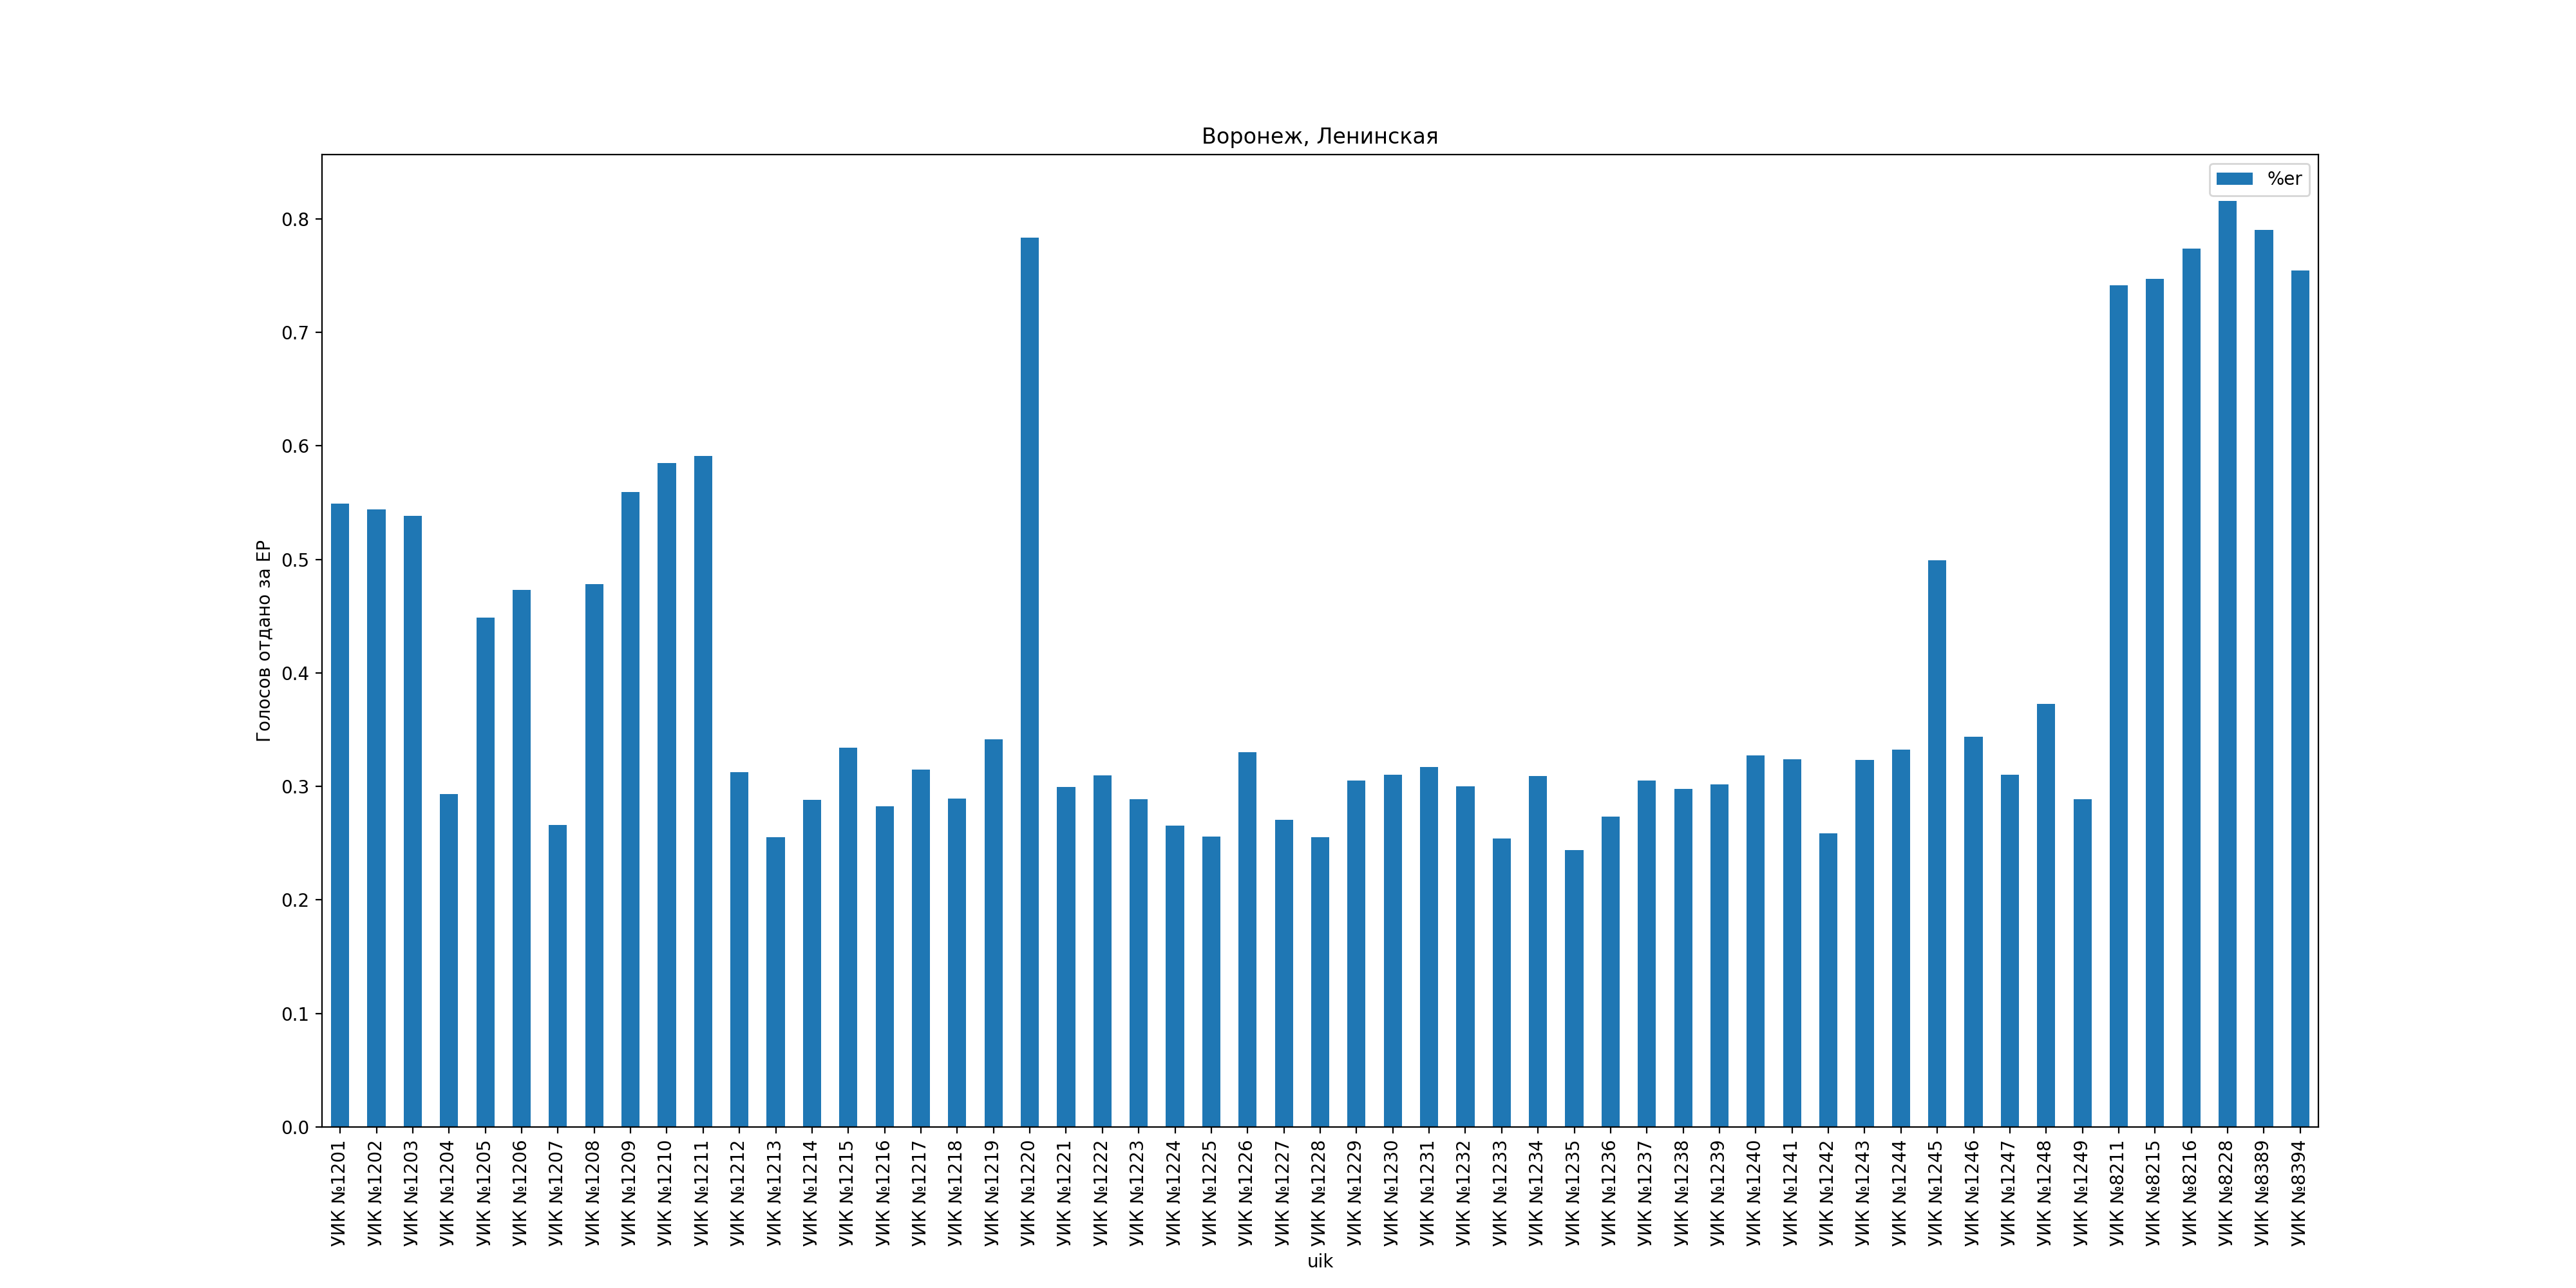 Воронеж, Ленинская
%er
Голосов отдано за ЕР
0.8
0.7
0.6
0.5
0.4
0.3
0.2
0.1
0.0
уИК №1201
уИК №1202
уИК №1203
уИК №1204
уИК №1205
уИК №1206
уИК №1207
уИК №1208
уИК №1209
уИК №1210
уИК №1211
уИК №1212
уИК №1213
уИК №1214
уИК №1215
уИК №1216
уИК №1217
уИК №1218
уИК №1219
уИК №1220
уИК №1221
уИК №1222
уИК №1223
уИК №1224
уИК №1225
уИК №1226
уИК №1227
уИК №1228
уИК №1229
уИК №1230
уИК №1231
уИК №1232
уИК №1233
уИК №1234
уИК №1235
уИК №1236
уИК №1237
уИК №1238
уИК №1239
уИК №1240
уИК №1241
уИК №1242
уИК №1243
уИК №1244
уИК №1245
уИК №1246
уИК №1247
уИК №1248
уИК №1249
уИК №8211
уИК №8215
уИК №8216
уИК №8228
уИК №8389
уИК №8394
uik